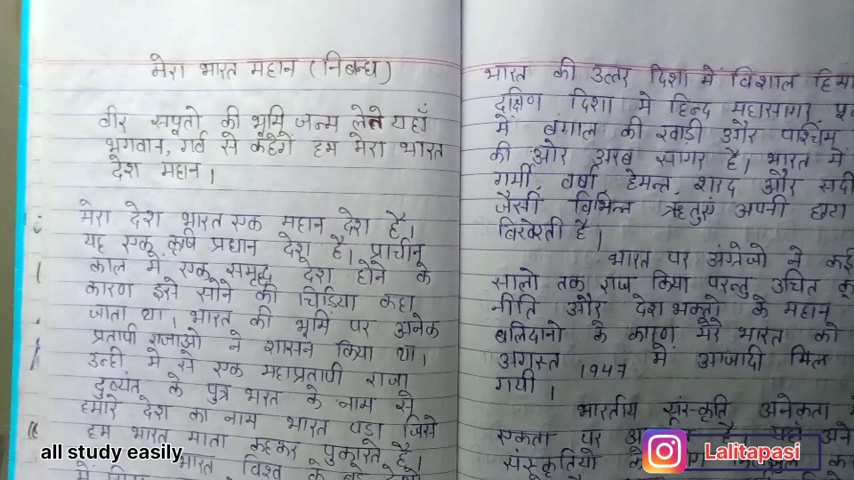 मेरा भारत महान (निबन्ध)
वीर सपूतो की भूमि जन्म लेते यहाँ
भगवान, गर्व से कहेगें हम मेरा भारत
देश महान ।
मेरा देश भारत एक महान देश है।
यह एक कृषि प्रधान देश है। प्राचीन
काल में एक समृद्ध देश होने के
कारण इसे सोने की चिडिया कहा
जाता था । भारत की भूमि पर अनेक
प्रतापी राजाओ ने शासन किया था।
उन्ही मे से एक महाप्रतापी राजा
दुष्यंत के पुत्र भरत के नाम से
हमारे देश का नाम भारत पडा जिसे
हम भारत माता कहकर पुकारते है।
भारत विश्व के
भारत की उत्तर दिशा में विशाल
दक्षिण दिशा मे हिन्द महासागर
में बंगाल की खाड़ी और पश्चिम
की ओर अरब सागर है। भारत में
गर्मी, वर्षा हेमन्त, शरद और सर्दी
जैसी विभिन्न ऋतुएं अपनी छटा
बिखेरती है।
भारत पर अंग्रेजो ने कई
सालो तक राज किया परन्तु उचित
नीति और देश भक्तो के महान
बलिदानो के कारण मेरे भारत को
अगस्त 1947 में आजादी मिल
गयी ।
भारतीय संस्कृति अनेकता
एकता पर
संस्कृतियो
all study easily
Lalitapasi